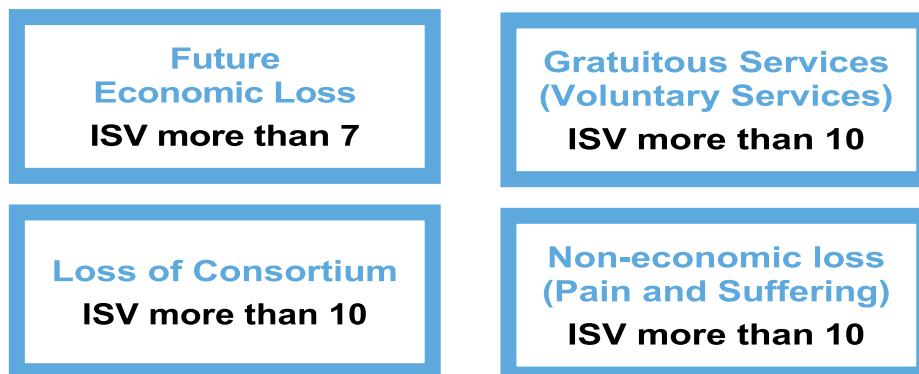 Future
Economic Loss
ISV more than 7
Gratuitous Services
(Voluntary Services)
ISV more than 10
Loss of Consortium
ISV more than 10
Non-economic loss
(Pain and Suffering)
ISV more than 10